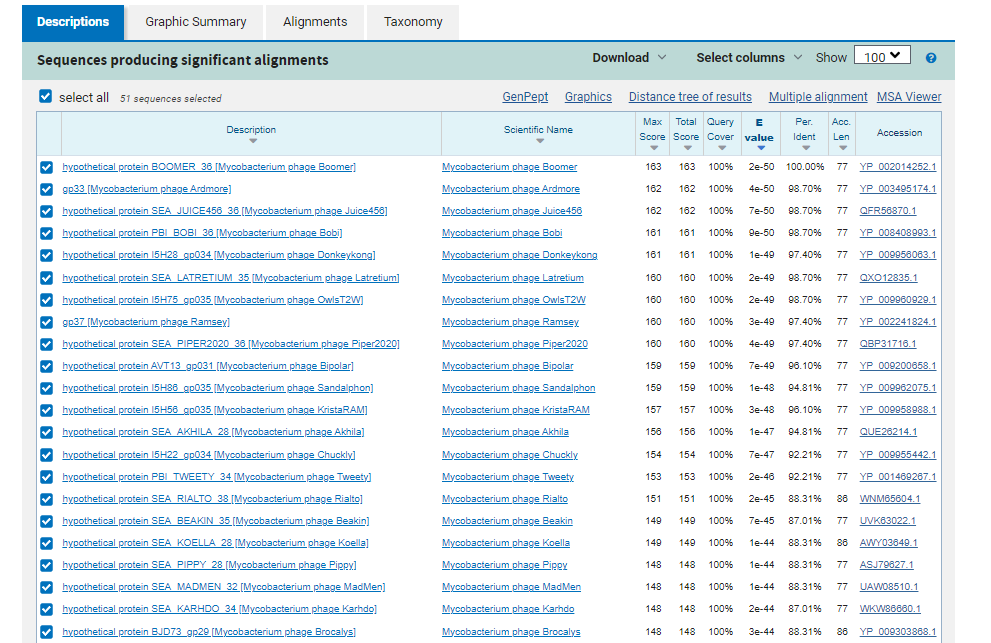 Descriptions Graphic Summary Alignments Taxonomy
Sequences producing significant alignments Download Select columns Show 100 ?
select all 51 sequences selected GenPept Graphics Distance tree of results Multiple alignment MSA Viewer
Description Scientific Name Max Score Total Score Query Cover E value Per. Ident Acc. Len Accession
hypothetical protein BOOMER_36 [Mycobacterium phage Boomer] Mycobacterium phage Boomer 163 163 100% 2e-50 100.00% 77 YP_002014252.1
gp33 [Mycobacterium phage Ardmore] Mycobacterium phage Ardmore 162 162 100% 4e-50 98.70% 77 YP_003495174.1
hypothetical protein SEA_JUICE456_36 [Mycobacterium phage Juice456] Mycobacterium phage Juice456 162 162 100% 7e-50 98.70% 77 QFR56870.1
hypothetical protein PBI_BOBI_36 [Mycobacterium phage Bobi] Mycobacterium phage Bobi 161 161 100% 9e-50 98.70% 77 YP_008408993.1
hypothetical protein I5H28_gp034 [Mycobacterium phage Donkeykong] Mycobacterium phage Donkeykong 161 161 100% 1e-49 97.40% 77 YP_009956063.1
hypothetical protein SEA_LATRETIUM_35 [Mycobacterium phage Latretium] Mycobacterium phage Latretium 160 160 100% 2e-49 98.70% 77 QXO12835.1
hypothetical protein I5H75_gp035 [Mycobacterium phage OwlsT2W] Mycobacterium phage OwlsT2W 160 160 100% 2e-49 98.70% 77 YP_009960929.1
gp37 [Mycobacterium phage Ramsey] Mycobacterium phage Ramsey 160 160 100% 3e-49 97.40% 77 YP_002241824.1
hypothetical protein SEA_PIPER2020_36 [Mycobacterium phage Piper2020] Mycobacterium phage Piper2020 160 160 100% 4e-49 97.40% 77 QBP31716.1
hypothetical protein AVT13_gp031 [Mycobacterium phage Bipolar] Mycobacterium phage Bipolar 159 159 100% 7e-49 96.10% 77 YP_009200658.1
hypothetical protein I5H86_gp035 [Mycobacterium phage Sandalphon] Mycobacterium phage Sandalphon 159 159 100% 1e-48 94.81% 77 YP_009962075.1
hypothetical protein I5H56_gp035 [Mycobacterium phage KristaRAM] Mycobacterium phage KristaRAM 157 157 100% 3e-48 96.10% 77 YP_009958988.1
hypothetical protein SEA_AKHILA_28 [Mycobacterium phage Akhila] Mycobacterium phage Akhila 156 156 100% 1e-47 94.81% 77 QUE26214.1
hypothetical protein I5H22_gp034 [Mycobacterium phage Chuckly] Mycobacterium phage Chuckly 154 154 100% 7e-47 92.21% 77 YP_009955442.1
hypothetical protein PBI_TWEETY_34 [Mycobacterium phage Tweety] Mycobacterium phage Tweety 153 153 100% 2e-46 92.21% 77 YP_001469267.1
hypothetical protein SEA_RIALTO_38 [Mycobacterium phage Rialto] Mycobacterium phage Rialto 151 151 100% 2e-45 88.31% 86 WNM65604.1
hypothetical protein SEA_BEAKIN_35 [Mycobacterium phage Beakin] Mycobacterium phage Beakin 149 149 100% 7e-45 87.01% 77 UVK63022.1
hypothetical protein SEA_KOELLA_28 [Mycobacterium phage Koella] Mycobacterium phage Koella 149 149 100% 1e-44 88.31% 86 AWY03649.1
hypothetical protein SEA_PIPPY_28 [Mycobacterium phage Pippy] Mycobacterium phage Pippy 148 148 100% 1e-44 88.31% 77 ASJ79627.1
hypothetical protein SEA_MADMEN_32 [Mycobacterium phage MadMen] Mycobacterium phage MadMen 148 148 100% 1e-44 88.31% 77 UAW08510.1
hypothetical protein SEA_KARHDO_34 [Mycobacterium phage Karhdo] Mycobacterium phage Karhdo 148 148 100% 2e-44 87.01% 77 WKW86660.1
hypothetical protein BJD73_gp29 [Mycobacterium phage Brocalys] Mycobacterium phage Brocalys 148 148 100% 3e-44 88.31% 86 YP_009303868.1